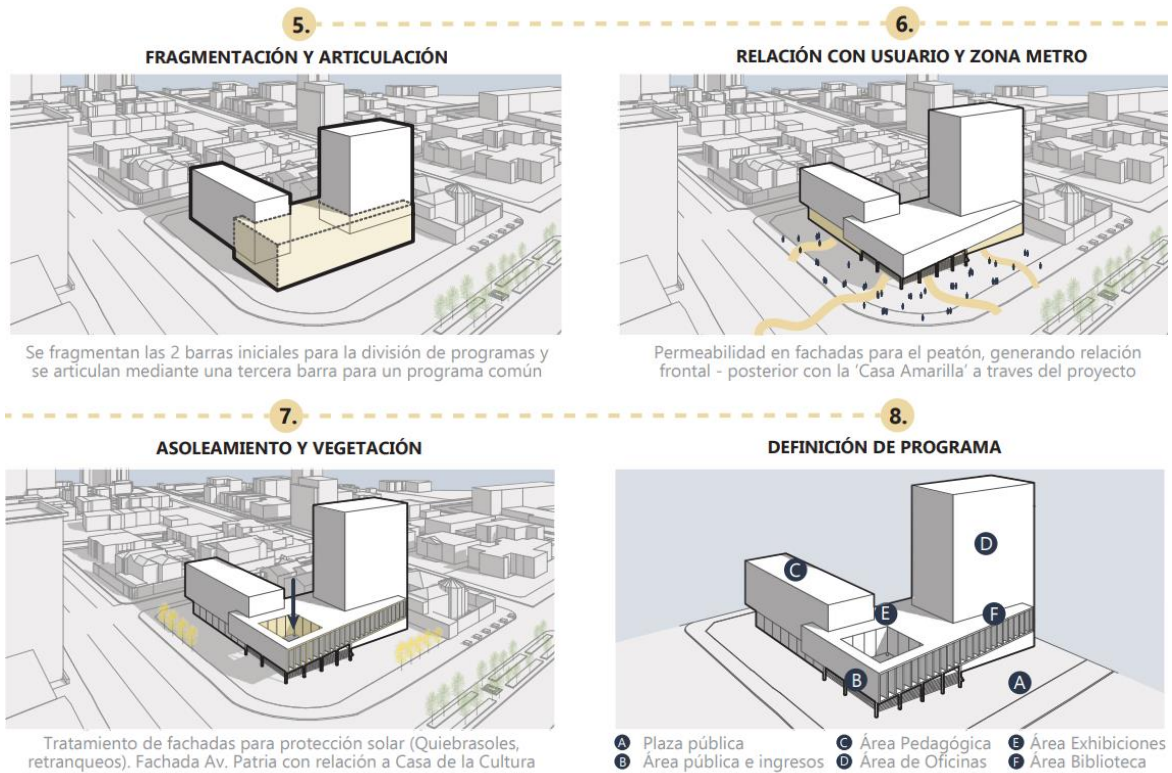 5.
FRAGMENTACIÓN Y ARTICULACIÓN
Se fragmentan las 2 barras iniciales para la división de programas y
se articulan mediante una tercera barra para un programa común
6.
RELACIÓN CON USUARIO Y ZONA METRO
Permeabilidad en fachadas para el peatón, generando relación
frontal - posterior con la 'Casa Amarilla' a traves del proyecto
7.
ASOLEAMIENTO Y VEGETACIÓN
Tratamiento de fachadas para protección solar (Quiebrasoles,
retranqueos). Fachada Av. Patria con relación a Casa de la Cultura
8.
DEFINICIÓN DE PROGRAMA
D
C
E
F
B
A
A Plaza pública
B Área pública e ingresos
C Área Pedagógica
D Área de Oficinas
E Área Exhibiciones
F Área Biblioteca